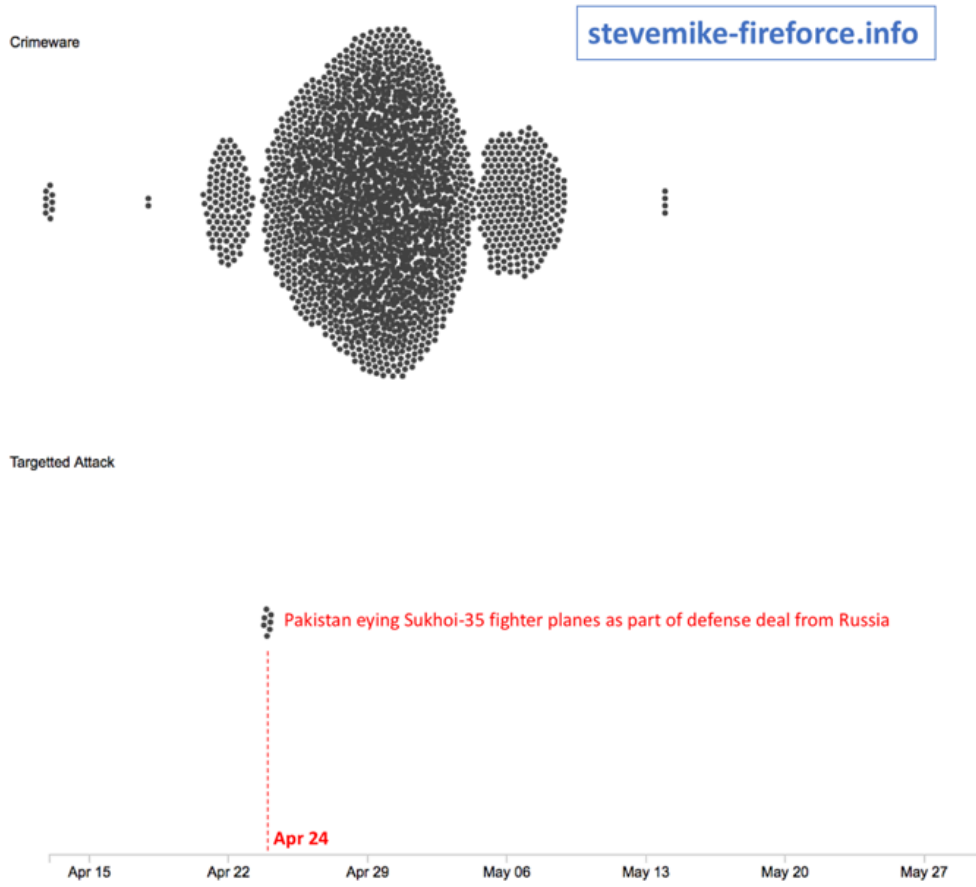 stevemike-fireforce.info
Crimeware
Targetted Attack
Pakistan eying Sukhoi-35 fighter planes as part of defense deal from Russia
Apr 24
Apr 15 Apr 22 Apr 29 May 06 May 13 May 20 May 27